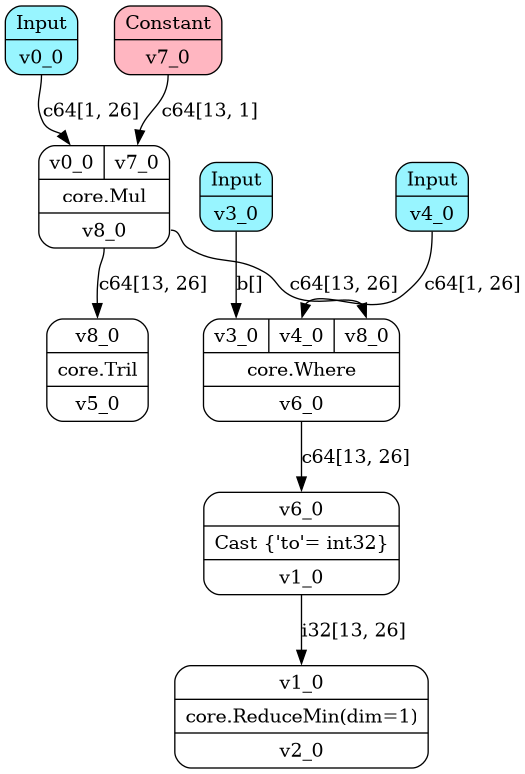 Input
v0_0
Constant
v7_0
c64[1, 26]
c64[13, 1]
v0_0
v7_0
core.Mul
v8_0
Input
v3_0
Input
v4_0
c64[13, 26]
b[]
c64[13, 26]
c64[1, 26]
v8_0
core.Tril
v5_0
v3_0
v4_0
v8_0
core.Where
v6_0
c64[13, 26]
v6_0
Cast {'to'= int32}
v1_0
i32[13, 26]
v1_0
core.ReduceMin(dim=1)
v2_0